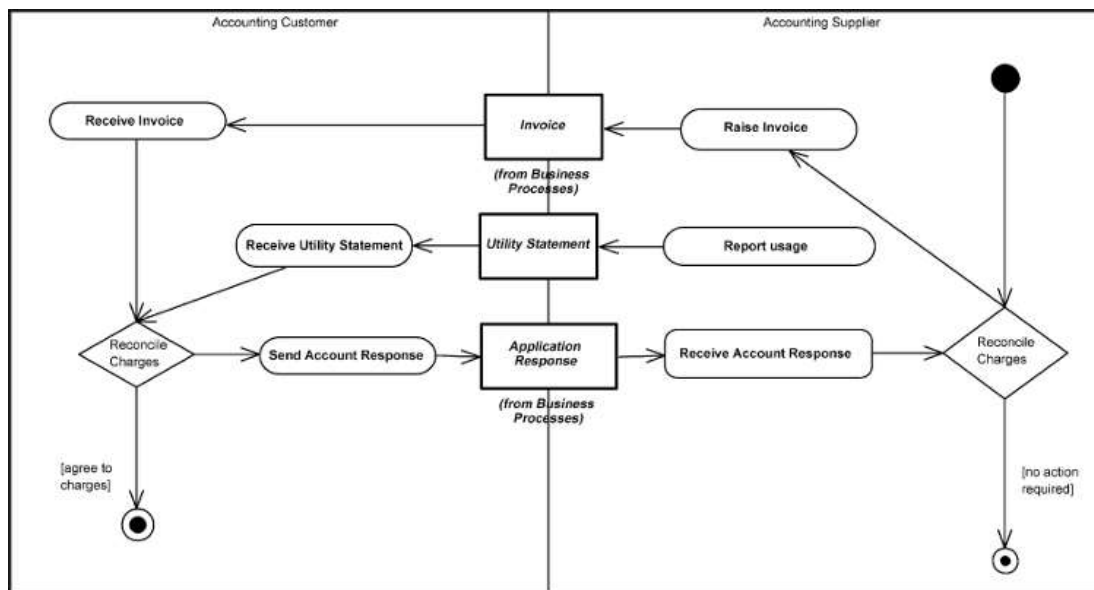 Accounting Customer
Accounting Supplier
Receive Invoice
Invoice
Raise Invoice
(from Business
Processes)
Receive Utility Statement
Utility Statement
Report usage
Reconcile
Charges
Send Account Response
Application
Response
Receive Account Response
Reconcile
Charges
(from Business
Processes)
[agree to
charges]
[no action
required]